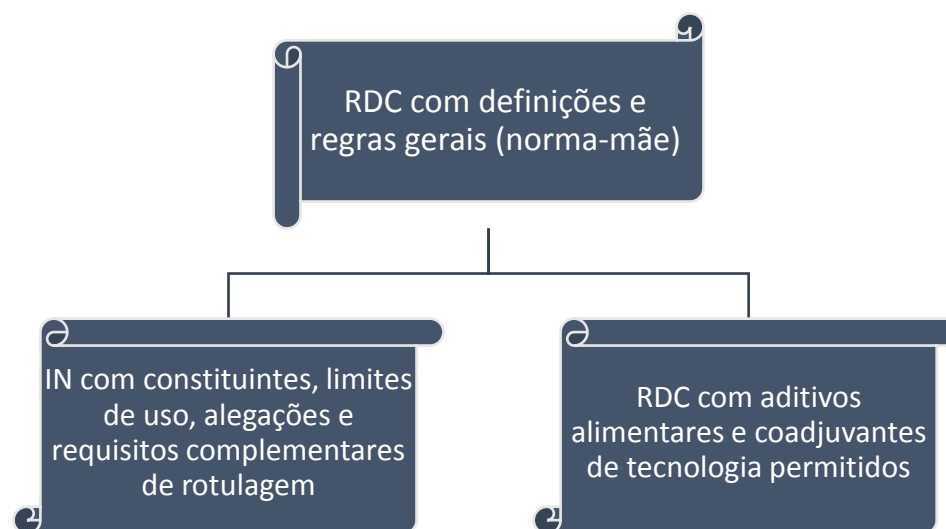 RDC com definições e
regras gerais (norma-mãe)
IN com constituintes, limites
de uso, alegações e
requisitos complementares
de rotulagem
RDC com aditivos
alimentares e coadjuvantes
de tecnologia permitidos